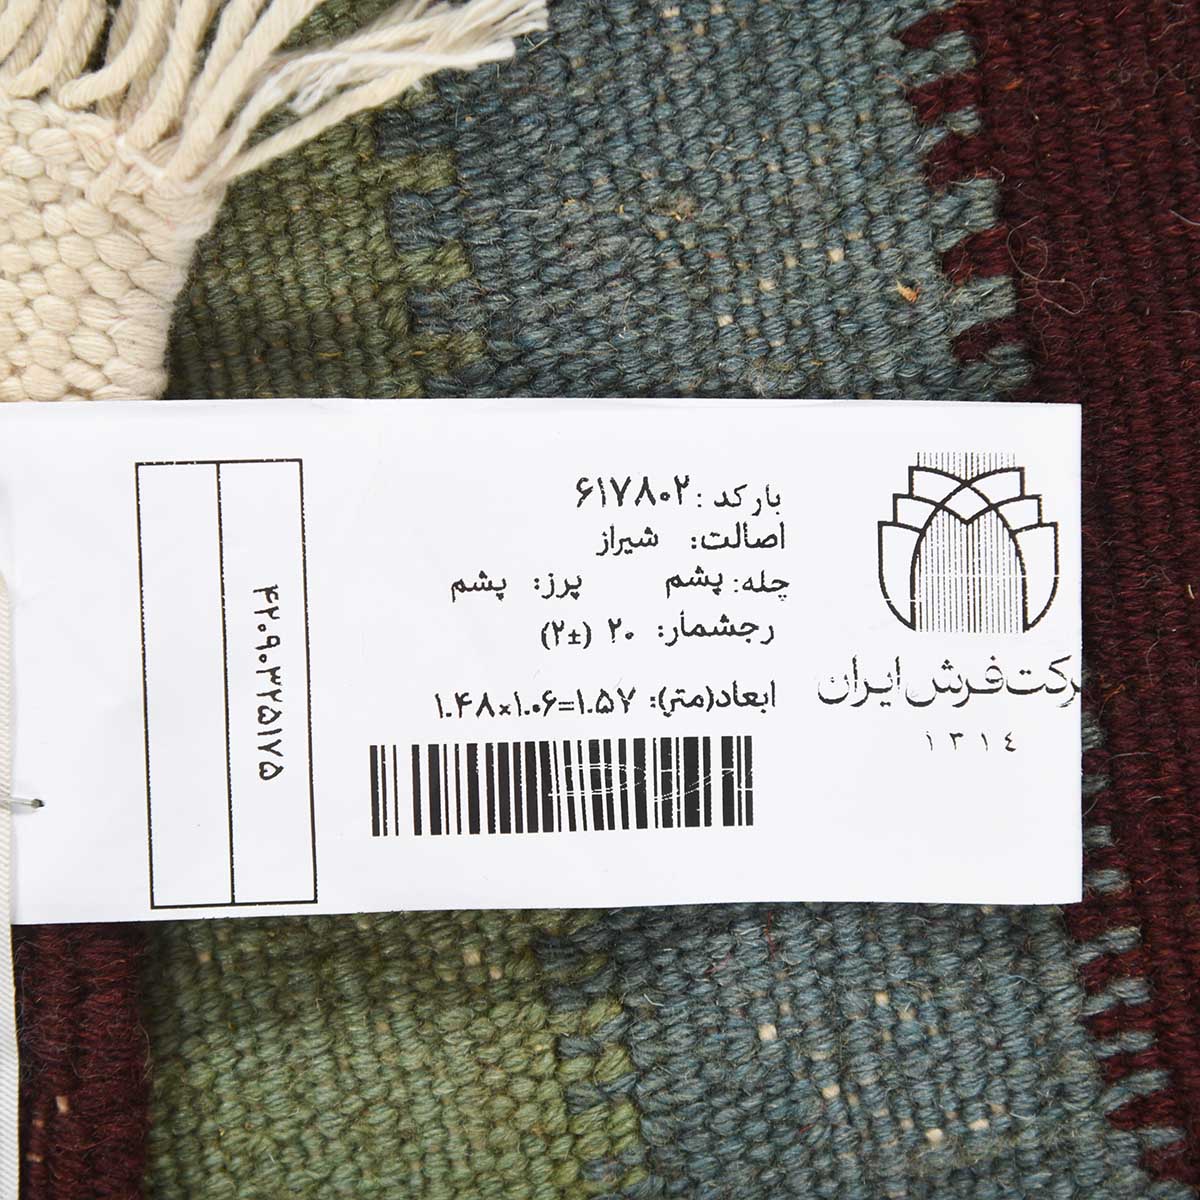 بارکد: ۶۱۷۸۰۲
اصالت: شیراز
چله: پشم پرز: پشم
رجشمار: ۲۰ (±۲)
ابعاد(متر): ۱.۴۸×۱.۰۶=۱.۵۷
رکت فرش ایران
۱۳۱٤
۴۲۰۹۰۳۲۵۱۷۵